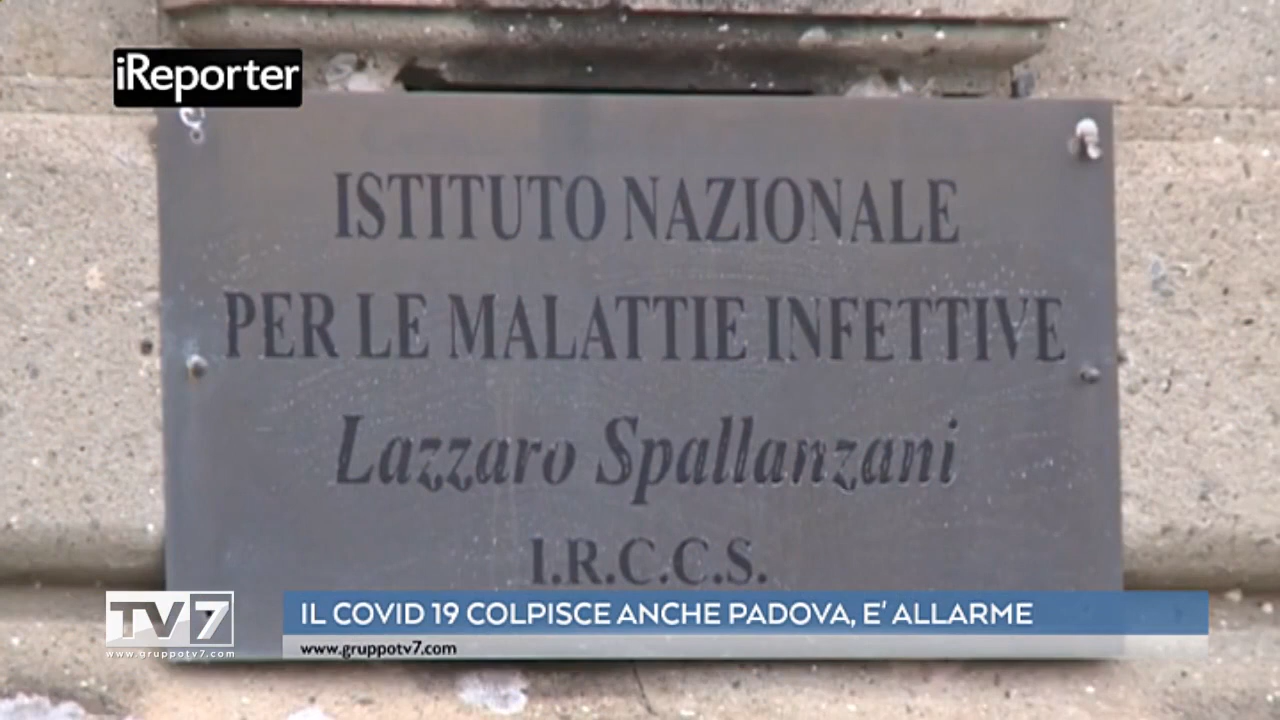 iReporter
ISTITUTO NAZIONALE
PER LE MALATTIE INFETTIVE
Lazzaro Spallanzani
I.R.C.C.S.
TV7
www.gruppotv7.com
IL COVID 19 COLPISCE ANCHE PADOVA, E' ALLARME
www.gruppotv7.com